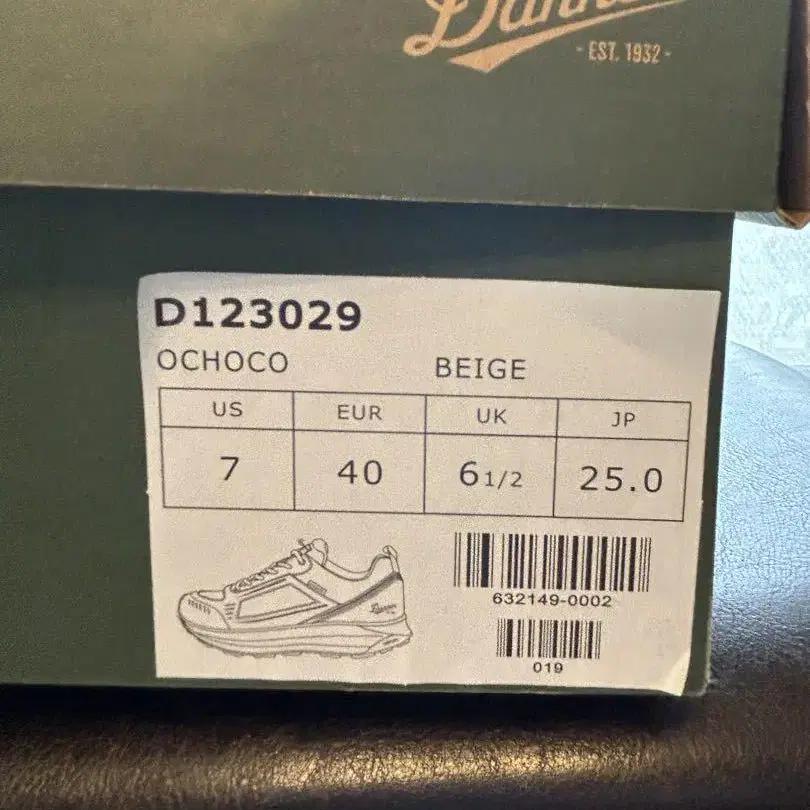 - EST. 1932 -
D123029
OCHOCO BEIGE
US EUR UK JP
7 40 6 1/2 25.0
632149-0002
019